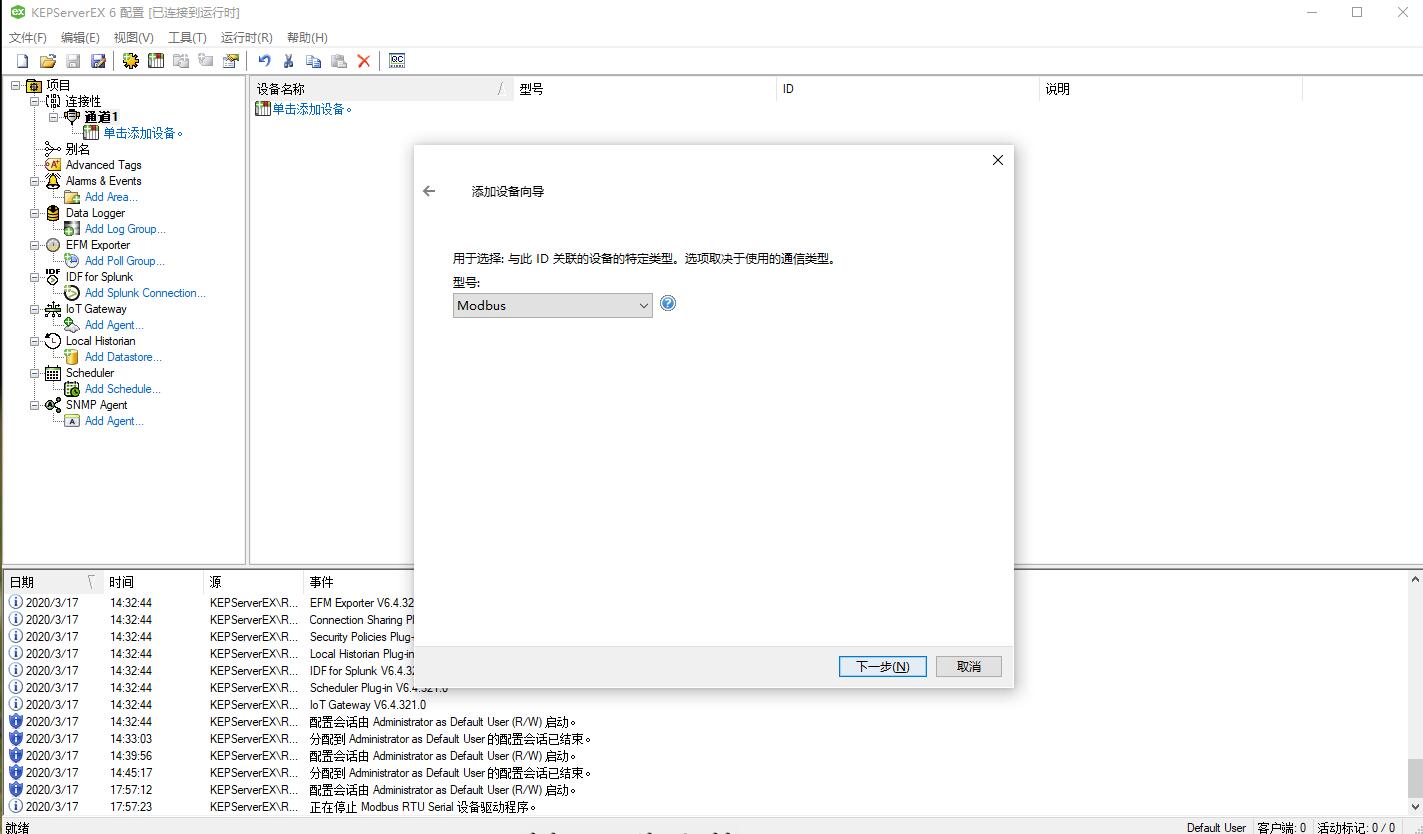 KEPServerEX 6 配置 [已连接到运行时]
文件(F) 编辑(E) 视图(V) 工具(T) 运行时(R) 帮助(H)
QC
项目
连接性
通道1
单击添加设备。
别名
Advanced Tags
Alarms & Events
Add Area...
Data Logger
Add Log Group...
EFM Exporter
Add Poll Group...
IDF for Splunk
Add Splunk Connection...
IoT Gateway
Add Agent...
Local Historian
Add Datastore...
Scheduler
Add Schedule...
SNMP Agent
Add Agent...
设备名称 型号 ID 说明
单击添加设备。
添加设备向导
用于选择: 与此 ID 关联的设备的特定类型。选项取决于使用的通信类型。
型号:
Modbus
下一步(N) 取消
日期 时间 源 事件
2020/3/17 14:32:44 KEPServerEX\R... EFM Exporter V6.4.32
2020/3/17 14:32:44 KEPServerEX\R... Connection Sharing Pl
2020/3/17 14:32:44 KEPServerEX\R... Security Policies Plug-
2020/3/17 14:32:44 KEPServerEX\R... Local Historian Plug-in
2020/3/17 14:32:44 KEPServerEX\R... IDF for Splunk V6.4.32
2020/3/17 14:32:44 KEPServerEX\R... Scheduler Plug-in V6.4.321.0
2020/3/17 14:32:44 KEPServerEX\R... IoT Gateway V6.4.321.0
2020/3/17 14:32:44 KEPServerEX\R... 配置会话由 Administrator as Default User (R/W) 启动。
2020/3/17 14:33:03 KEPServerEX\R... 分配到 Administrator as Default User 的配置会话已结束。
2020/3/17 14:39:56 KEPServerEX\R... 配置会话由 Administrator as Default User (R/W) 启动。
2020/3/17 14:45:17 KEPServerEX\R... 分配到 Administrator as Default User 的配置会话已结束。
2020/3/17 17:57:12 KEPServerEX\R... 配置会话由 Administrator as Default User (R/W) 启动。
2020/3/17 17:57:23 KEPServerEX\R... 正在停止 Modbus RTU Serial 设备驱动程序。
就绪 Default User 客户端: 0 活动标记: 0 / 0